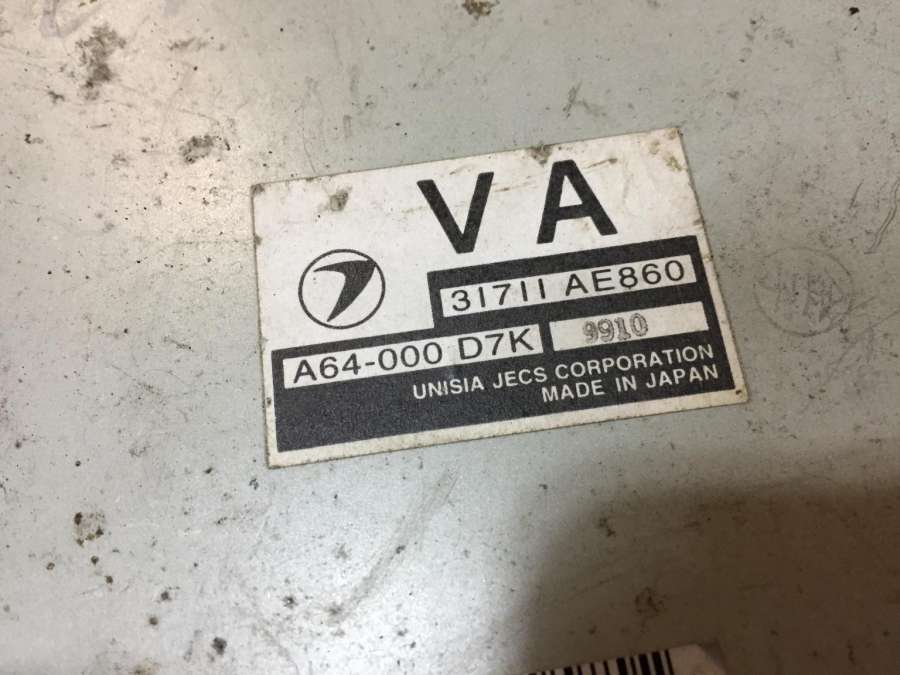 VA
31711 AE860
A64-000 D7K 9910
UNISIA JECS CORPORATION
MADE IN JAPAN